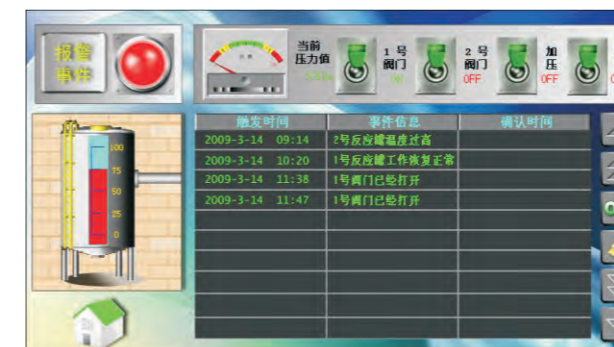 报警
事件
当前
压力值
1 号
阀门
2 号
阀门
OFF
加
压
OFF
100
75
50
25
0
触发时间 事件信息 确认时间
2009-3-14 09:14 2号反应罐温度过高
2009-3-14 10:20 1号反应罐工作恢复正常
2009-3-14 11:38 1号阀门已经打开
2009-3-14 11:47 1号阀门已经打开